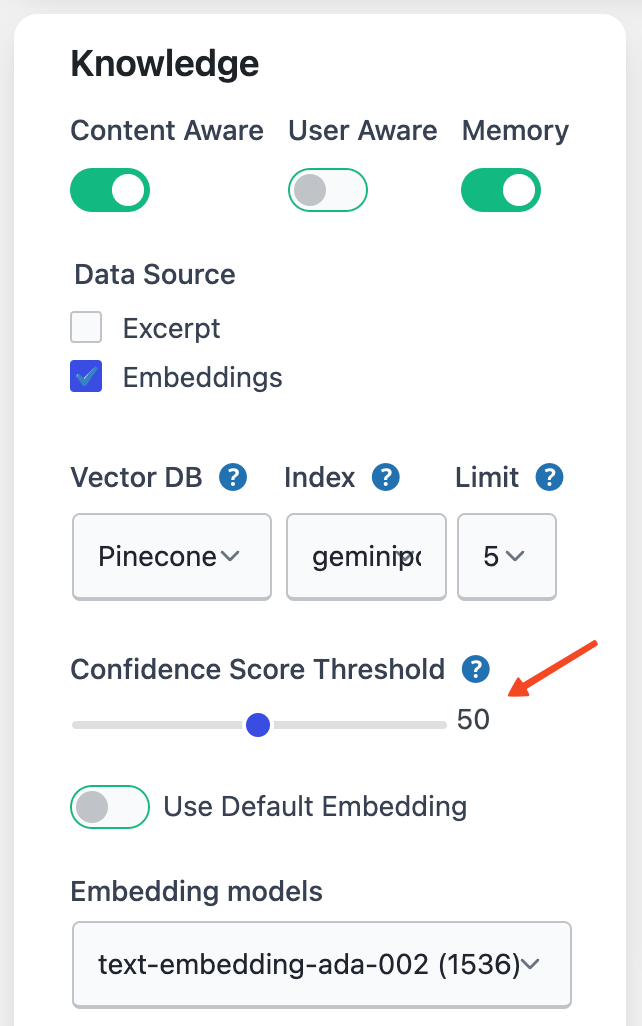 Knowledge
Content Aware User Aware Memory
Data Source
Excerpt
Embeddings
Vector DB ? Index ? Limit ?
Pinecone 5
Confidence Score Threshold ?
50
Use Default Embedding
Embedding models
text-embedding-ada-002 (1536)